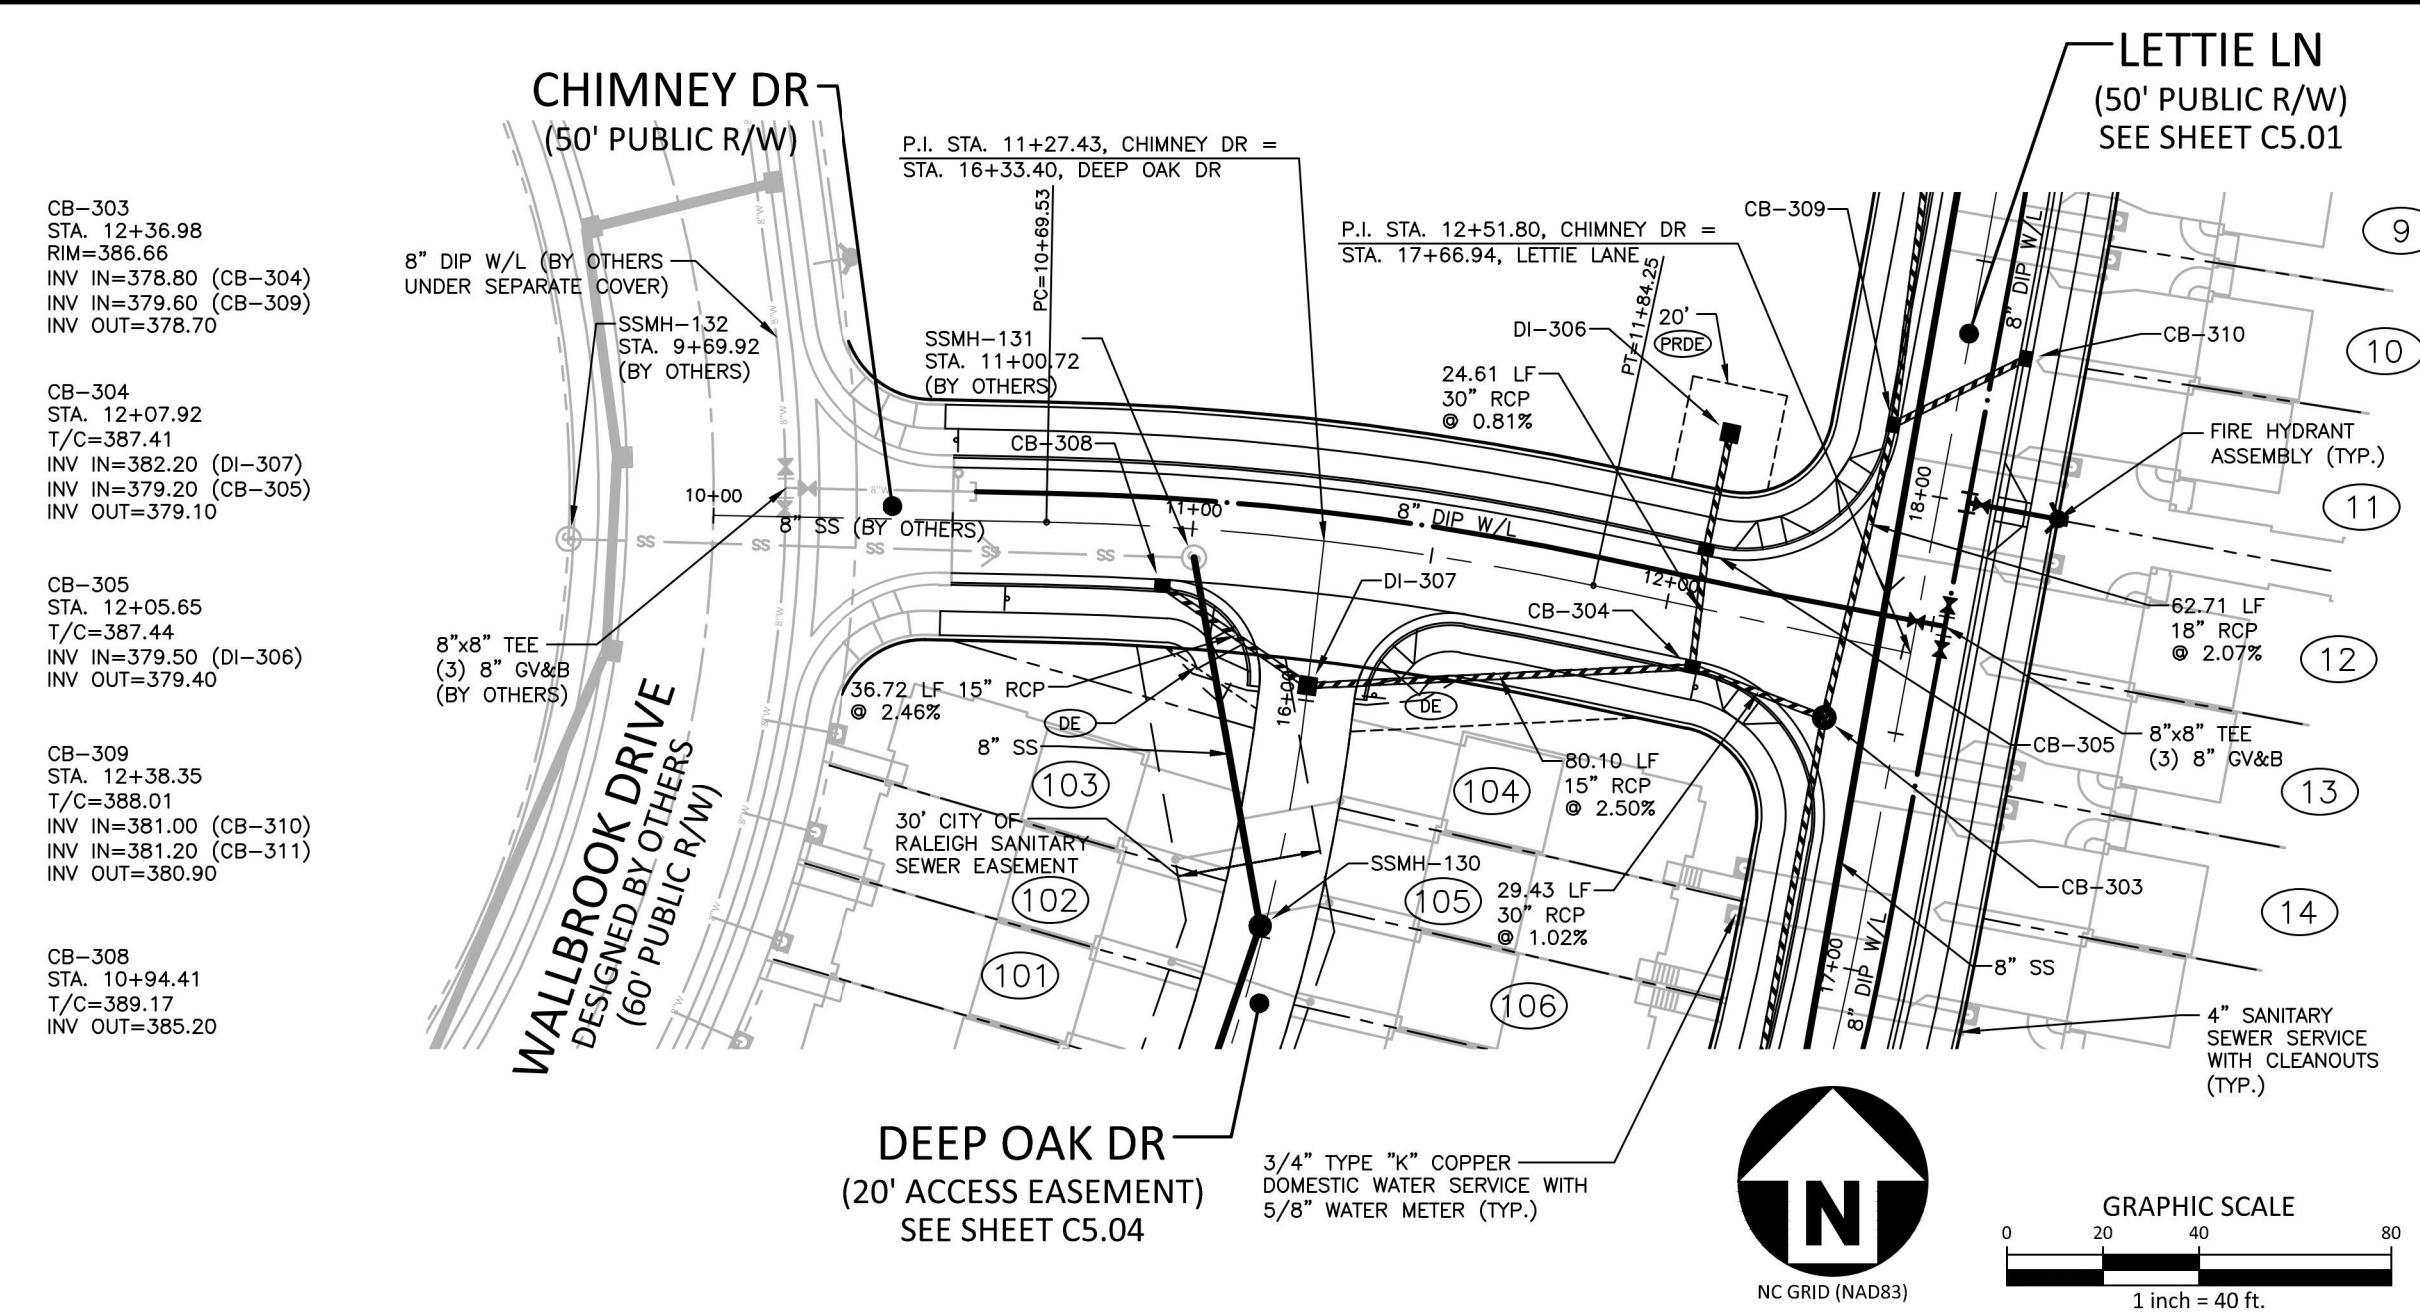 CHIMNEY DR
(50' PUBLIC R/W)
LETTIE LN
(50' PUBLIC R/W)
SEE SHEET C5.01
P.I. STA. 11+27.43, CHIMNEY DR =
STA. 16+33.40, DEEP OAK DR
PC=10+69.53
P.I. STA. 12+51.80, CHIMNEY DR =
STA. 17+66.94, LETTIE LANE
PT=11+84.25
CB-303
STA. 12+36.98
RIM=386.66
INV IN=378.80 (CB-304)
INV IN=379.60 (CB-309)
INV OUT=378.70
CB-304
STA. 12+07.92
T/C=387.41
INV IN=382.20 (DI-307)
INV IN=379.20 (CB-305)
INV OUT=379.10
CB-305
STA. 12+05.65
T/C=387.44
INV IN=379.50 (DI-306)
INV OUT=379.40
CB-309
STA. 12+38.35
T/C=388.01
INV IN=381.00 (CB-310)
INV IN=381.20 (CB-311)
INV OUT=380.90
CB-308
STA. 10+94.41
T/C=389.17
INV OUT=385.20
8" DIP W/L (BY OTHERS
UNDER SEPARATE COVER)
SSMH-132
STA. 9+69.92
(BY OTHERS)
SSMH-131
STA. 11+00.72
(BY OTHERS)
CB-308
10+00
11+00
12+00
8" SS (BY OTHERS)
SS
SS
SS
SS
SS
8"W
8"W
8"W
8"W
8"W
8"W
8"W
8"W
8"W
8"W
8" DIP W/L
8"x8" TEE
(3) 8" GV&B
(BY OTHERS)
WALLBROOK DRIVE
DESIGNED BY OTHERS
(60' PUBLIC R/W)
36.72 LF 15" RCP
@ 2.46%
DE
8" SS
DI-307
16+00
DE
CB-304
24.61 LF
30" RCP
@ 0.81%
DI-306
20'
PRDE
CB-309
8" DIP W/L
CB-310
FIRE HYDRANT
ASSEMBLY (TYP.)
18+00
62.71 LF
18" RCP
@ 2.07%
8"x8" TEE
(3) 8" GV&B
CB-305
CB-303
80.10 LF
15" RCP
@ 2.50%
29.43 LF
30" RCP
@ 1.02%
30' CITY OF
RALEIGH SANITARY
SEWER EASEMENT
SSMH-130
103
102
101
104
105
106
9
10
11
12
13
14
17+00
8" DIP W/L
8" SS
4" SANITARY
SEWER SERVICE
WITH CLEANOUTS
(TYP.)
DEEP OAK DR
(20' ACCESS EASEMENT)
SEE SHEET C5.04
3/4" TYPE "K" COPPER
DOMESTIC WATER SERVICE WITH
5/8" WATER METER (TYP.)
N
NC GRID (NAD83)
GRAPHIC SCALE
0 20 40 80
1 inch = 40 ft.